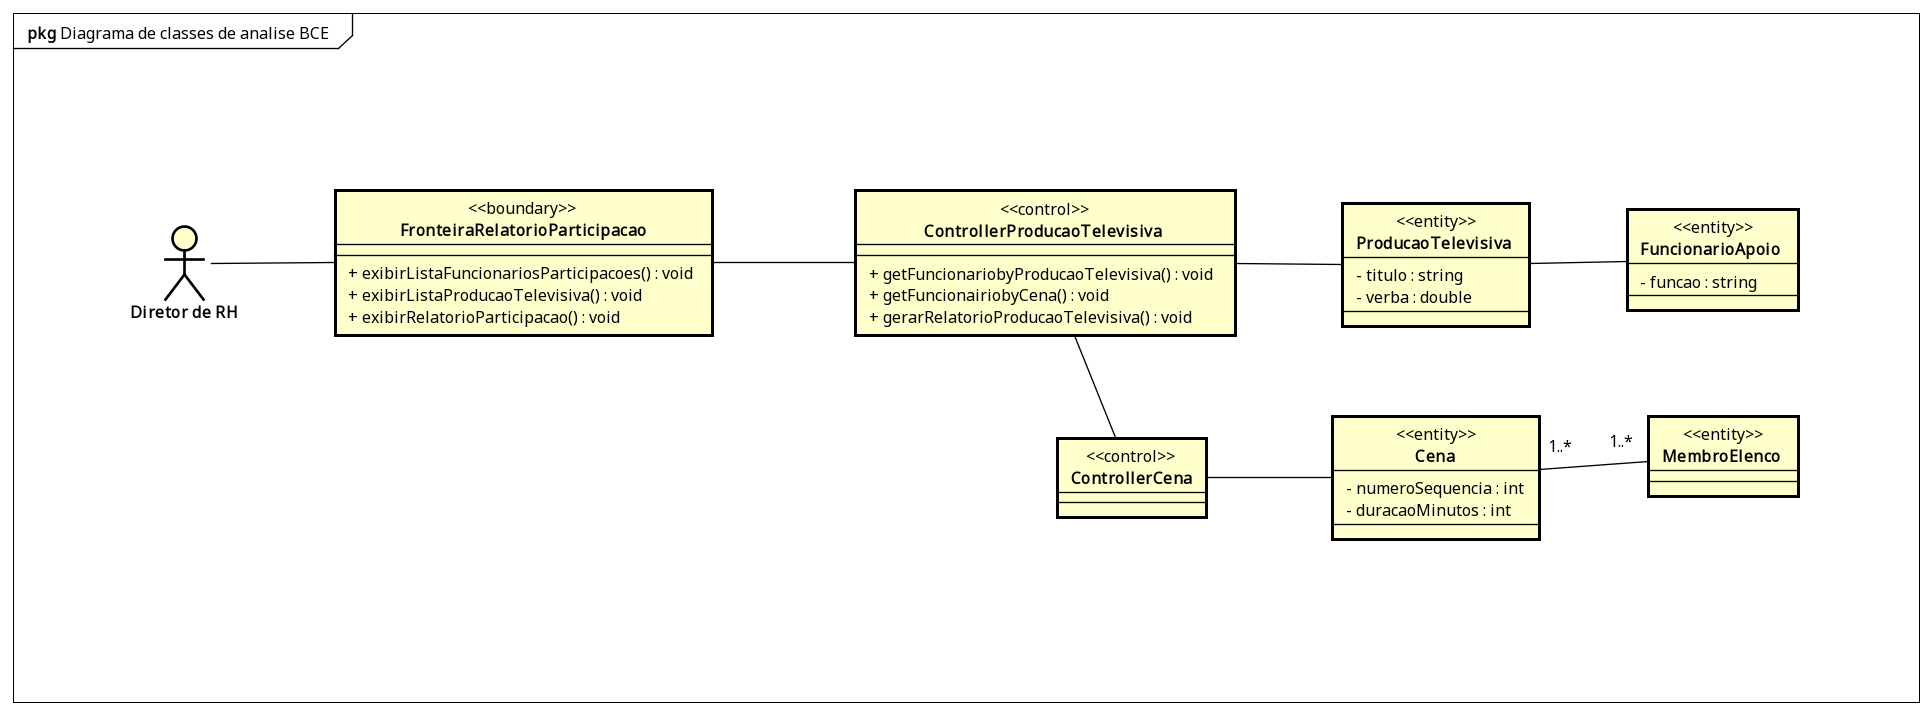 pkg Diagrama de classes de analise BCE
Diretor de RH
<<boundary>>
FronteiraRelatorioParticipacao
+ exibirListaFuncionariosParticipacoes() : void
+ exibirListaProducaoTelevisiva() : void
+ exibirRelatorioParticipacao() : void
<<control>>
ControllerProducaoTelevisiva
+ getFuncionariobyProducaoTelevisiva() : void
+ getFuncionairiobyCena() : void
+ gerarRelatorioProducaoTelevisiva() : void
<<entity>>
ProducaoTelevisiva
- titulo : string
- verba : double
<<entity>>
FuncionarioApoio
- funcao : string
<<control>>
ControllerCena
<<entity>>
Cena
- numeroSequencia : int
- duracaoMinutos : int
1..*
1..*
<<entity>>
MembroElenco